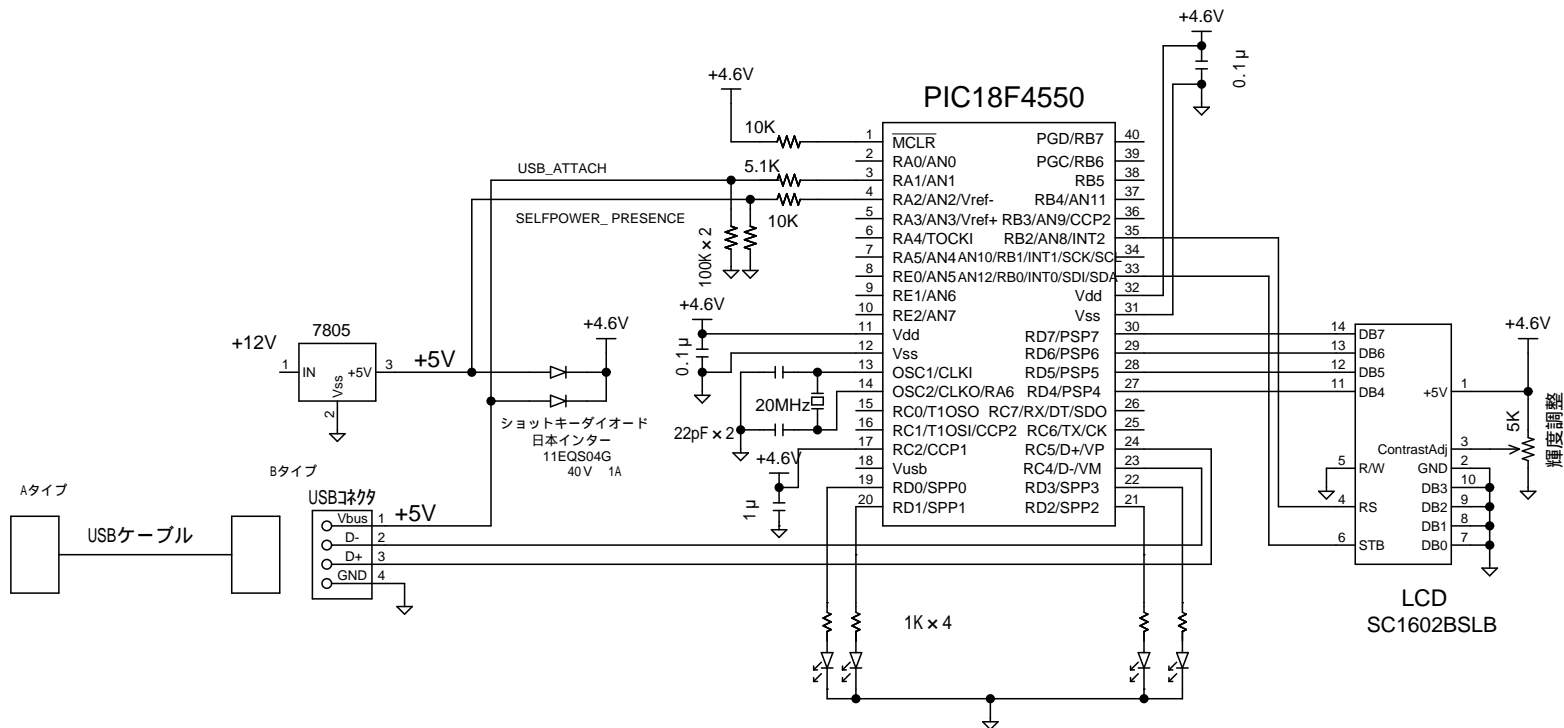 +4.6V
0.1μ
+4.6V
PIC18F4550
10K
1
MCLR
PGD/RB7
40
2
RA0/AN0
PGC/RB6
39
USB_ATTACH
5.1K
3
RA1/AN1
RB5
38
4
RA2/AN2/Vref-
RB4/AN11
37
SELFPOWER_ PRESENCE
10K
5
RA3/AN3/Vref+
RB3/AN9/CCP2
36
6
RA4/TOCKI
RB2/AN8/INT2
35
100K×2
7
RA5/AN4
AN10/RB1/INT1/SCK/SCL
34
8
RE0/AN5
AN12/RB0/INT0/SDI/SDA
33
9
RE1/AN6
Vdd
32
10
RE2/AN7
Vss
31
+4.6V
11
Vdd
RD7/PSP7
30
0.1μ
12
Vss
RD6/PSP6
29
13
OSC1/CLKI
RD5/PSP5
28
14
OSC2/CLKO/RA6
RD4/PSP4
27
20MHz
15
RC0/T1OSO
RC7/RX/DT/SDO
26
22pF×2
16
RC1/T1OSI/CCP2
RC6/TX/CK
25
+4.6V
17
RC2/CCP1
RC5/D+/VP
24
18
Vusb
RC4/D-/VM
23
1μ
19
RD0/SPP0
RD3/SPP3
22
20
RD1/SPP1
RD2/SPP2
21
7805
+12V
1
IN
Vss
+5V
3
2
+5V
+4.6V
ショットキーダイオード
日本インター
11EQS04G
40V 1A
Aタイプ
USBケーブル
Bタイプ
USBコネクタ
Vbus
1
+5V
D-
2
D+
3
GND
4
1K×4
14
DB7
13
DB6
12
DB5
11
DB4
+4.6V
+5V
1
5K
輝度調整
ContrastAdj
3
5
R/W
GND
2
DB3
10
4
RS
DB2
9
DB1
8
6
STB
DB0
7
LCD
SC1602BSLB